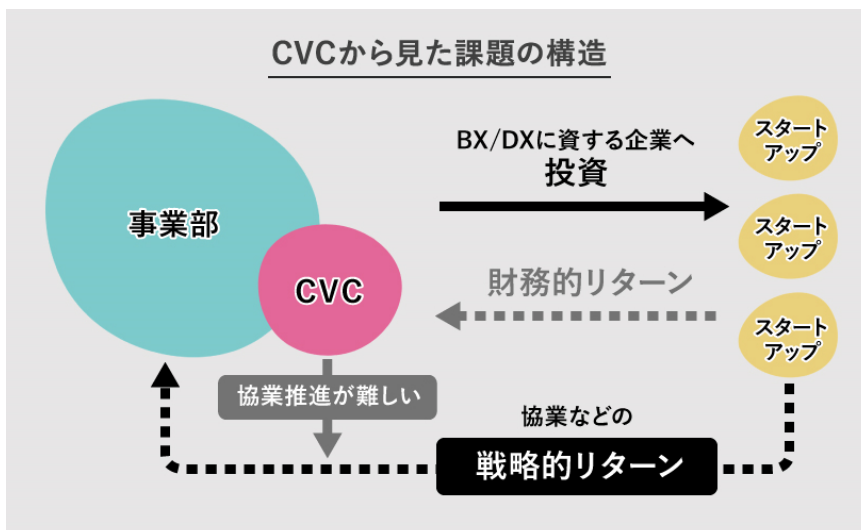 CVCから見た課題の構造
事業部
CVC
BX/DXに資する企業へ
投資
財務的リターン
スタート
アップ
スタート
アップ
スタート
アップ
協業推進が難しい
協業などの
戦略的リターン